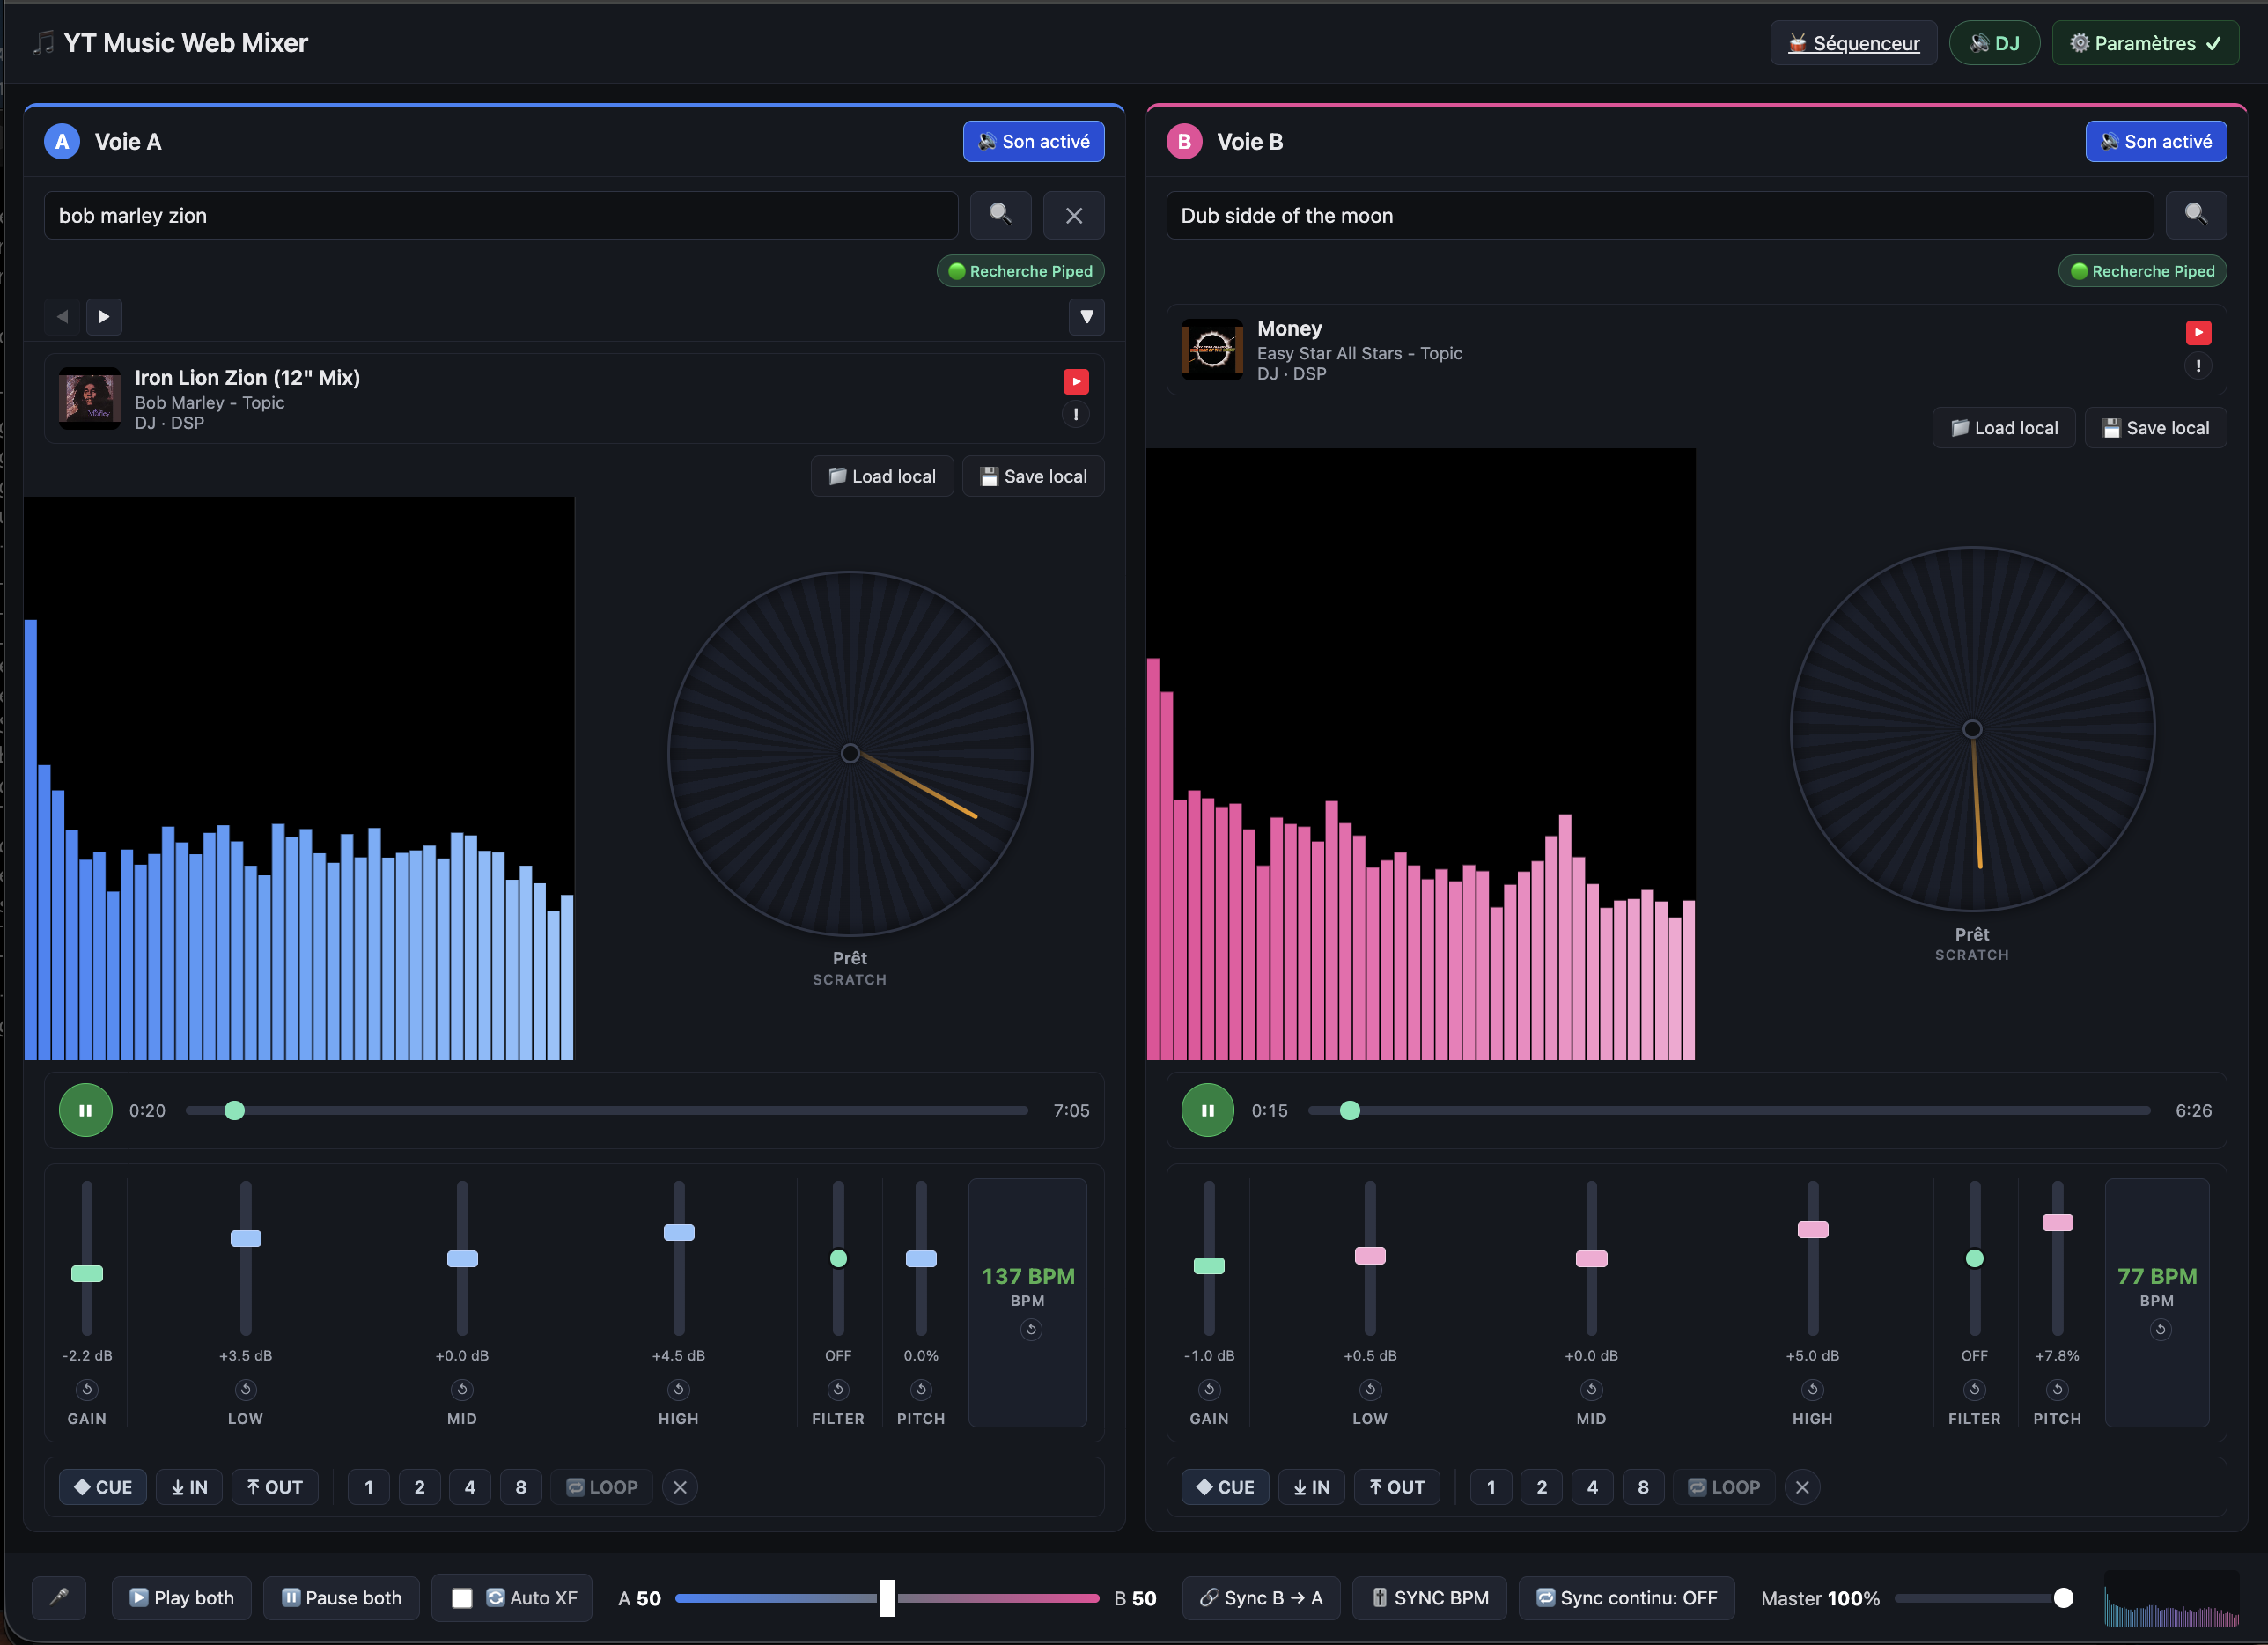 YT Music Web Mixer
Séquenceur
DJ
Paramètres ✓
A
Voie A
Son activé
bob marley zion
Recherche Piped
Iron Lion Zion (12" Mix)
Bob Marley - Topic
DJ · DSP
!
Load local
Save local
Prêt
SCRATCH
0:20
7:05
-2.2 dB
+3.5 dB
+0.0 dB
+4.5 dB
OFF
0.0%
GAIN
LOW
MID
HIGH
FILTER
PITCH
137 BPM
BPM
CUE
IN
OUT
1
2
4
8
LOOP
B
Voie B
Son activé
Dub sidde of the moon
Recherche Piped
Money
Easy Star All Stars - Topic
DJ · DSP
!
Load local
Save local
Prêt
SCRATCH
0:15
6:26
-1.0 dB
+0.5 dB
+0.0 dB
+5.0 dB
OFF
+7.8%
GAIN
LOW
MID
HIGH
FILTER
PITCH
77 BPM
BPM
CUE
IN
OUT
1
2
4
8
LOOP
Play both
Pause both
Auto XF
A 50
B 50
Sync B → A
SYNC BPM
Sync continu: OFF
Master 100%